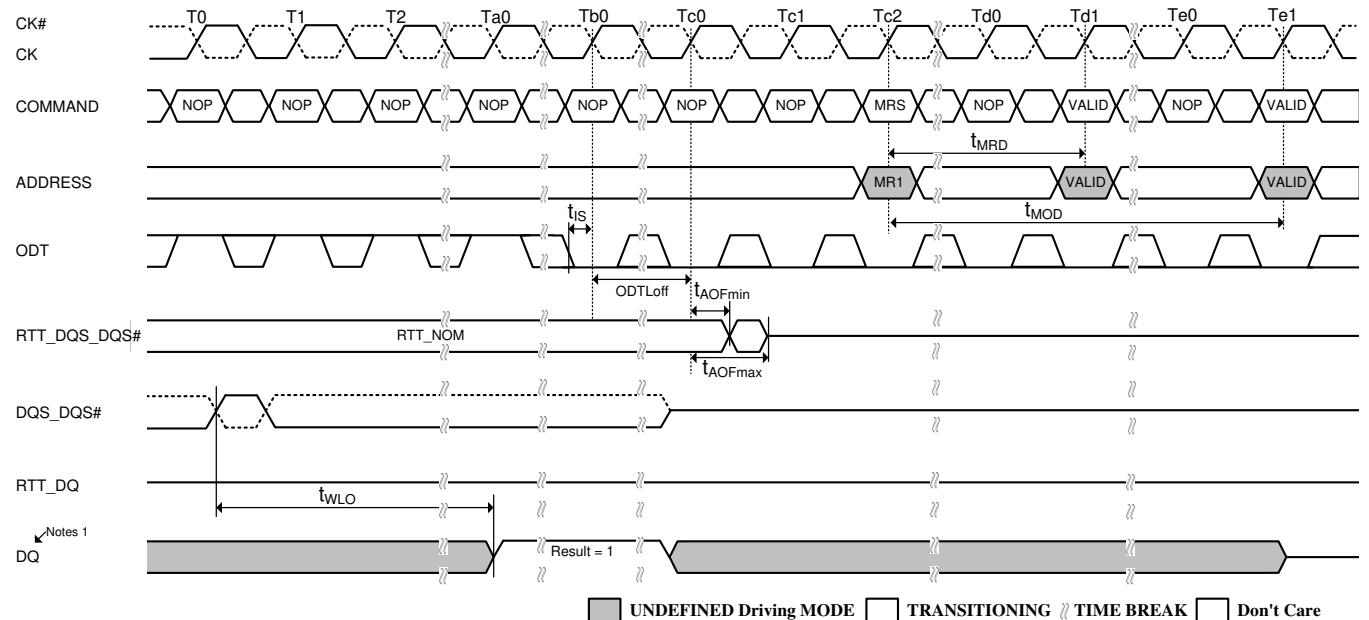 T0 T1 T2 Ta0 Tb0 Tc0 Tc1 Tc2 Td0 Td1 Te0 Te1
CK#
CK
COMMAND NOP NOP NOP NOP NOP NOP NOP MRS NOP VALID NOP VALID
tMRD
ADDRESS MR1 VALID VALID
tMOD
tIS
ODT
ODTLoff
tAOFmin
RTT_DQS_DQS# RTT_NOM
tAOFmax
DQS_DQS#
RTT_DQ
tWLO
Notes 1
DQ Result = 1
UNDEFINED Driving MODE TRANSITIONING TIME BREAK Don't Care